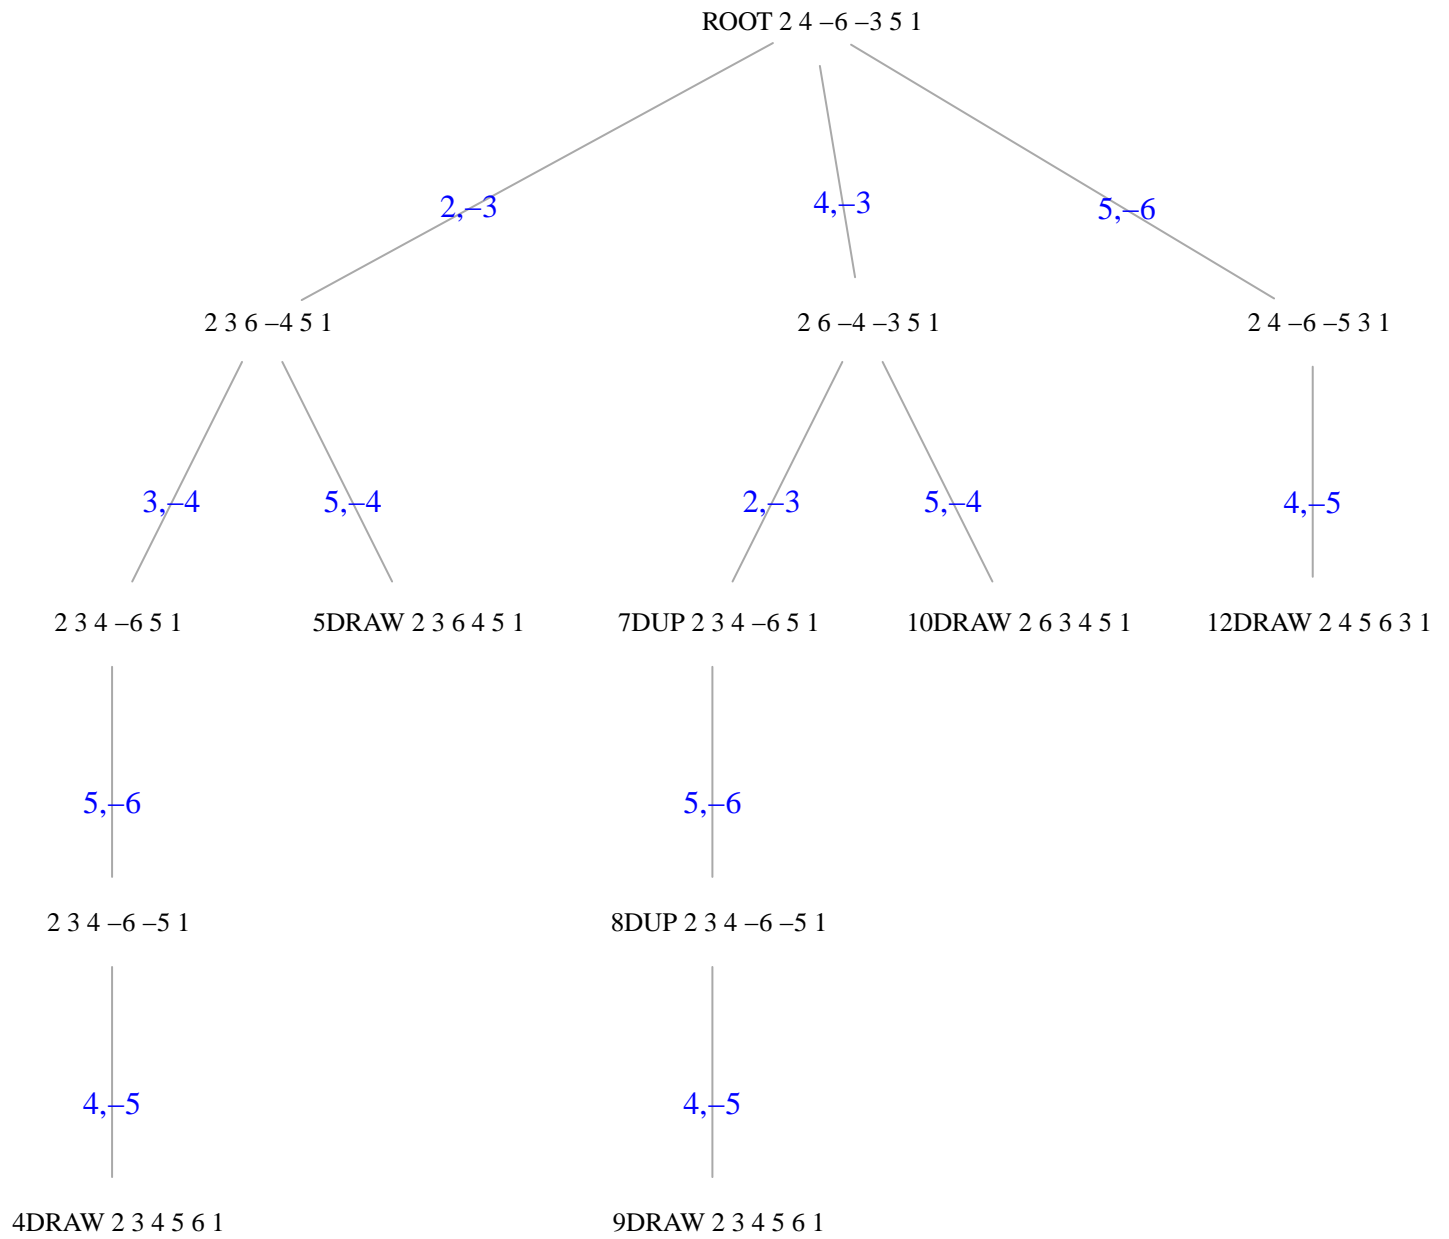 ROOT 2 4 –6 –3 5 1
2,–3
4,–3
5,–6
2 3 6 –4 5 1
2 6 –4 –3 5 1
2 4 –6 –5 3 1
3,–4
5,–4
2,–3
5,–4
4,–5
2 3 4 –6 5 1
5DRAW 2 3 6 4 5 1
7DUP 2 3 4 –6 5 1
10DRAW 2 6 3 4 5 1
12DRAW 2 4 5 6 3 1
5,–6
5,–6
2 3 4 –6 –5 1
8DUP 2 3 4 –6 –5 1
4,–5
4,–5
4DRAW 2 3 4 5 6 1
9DRAW 2 3 4 5 6 1